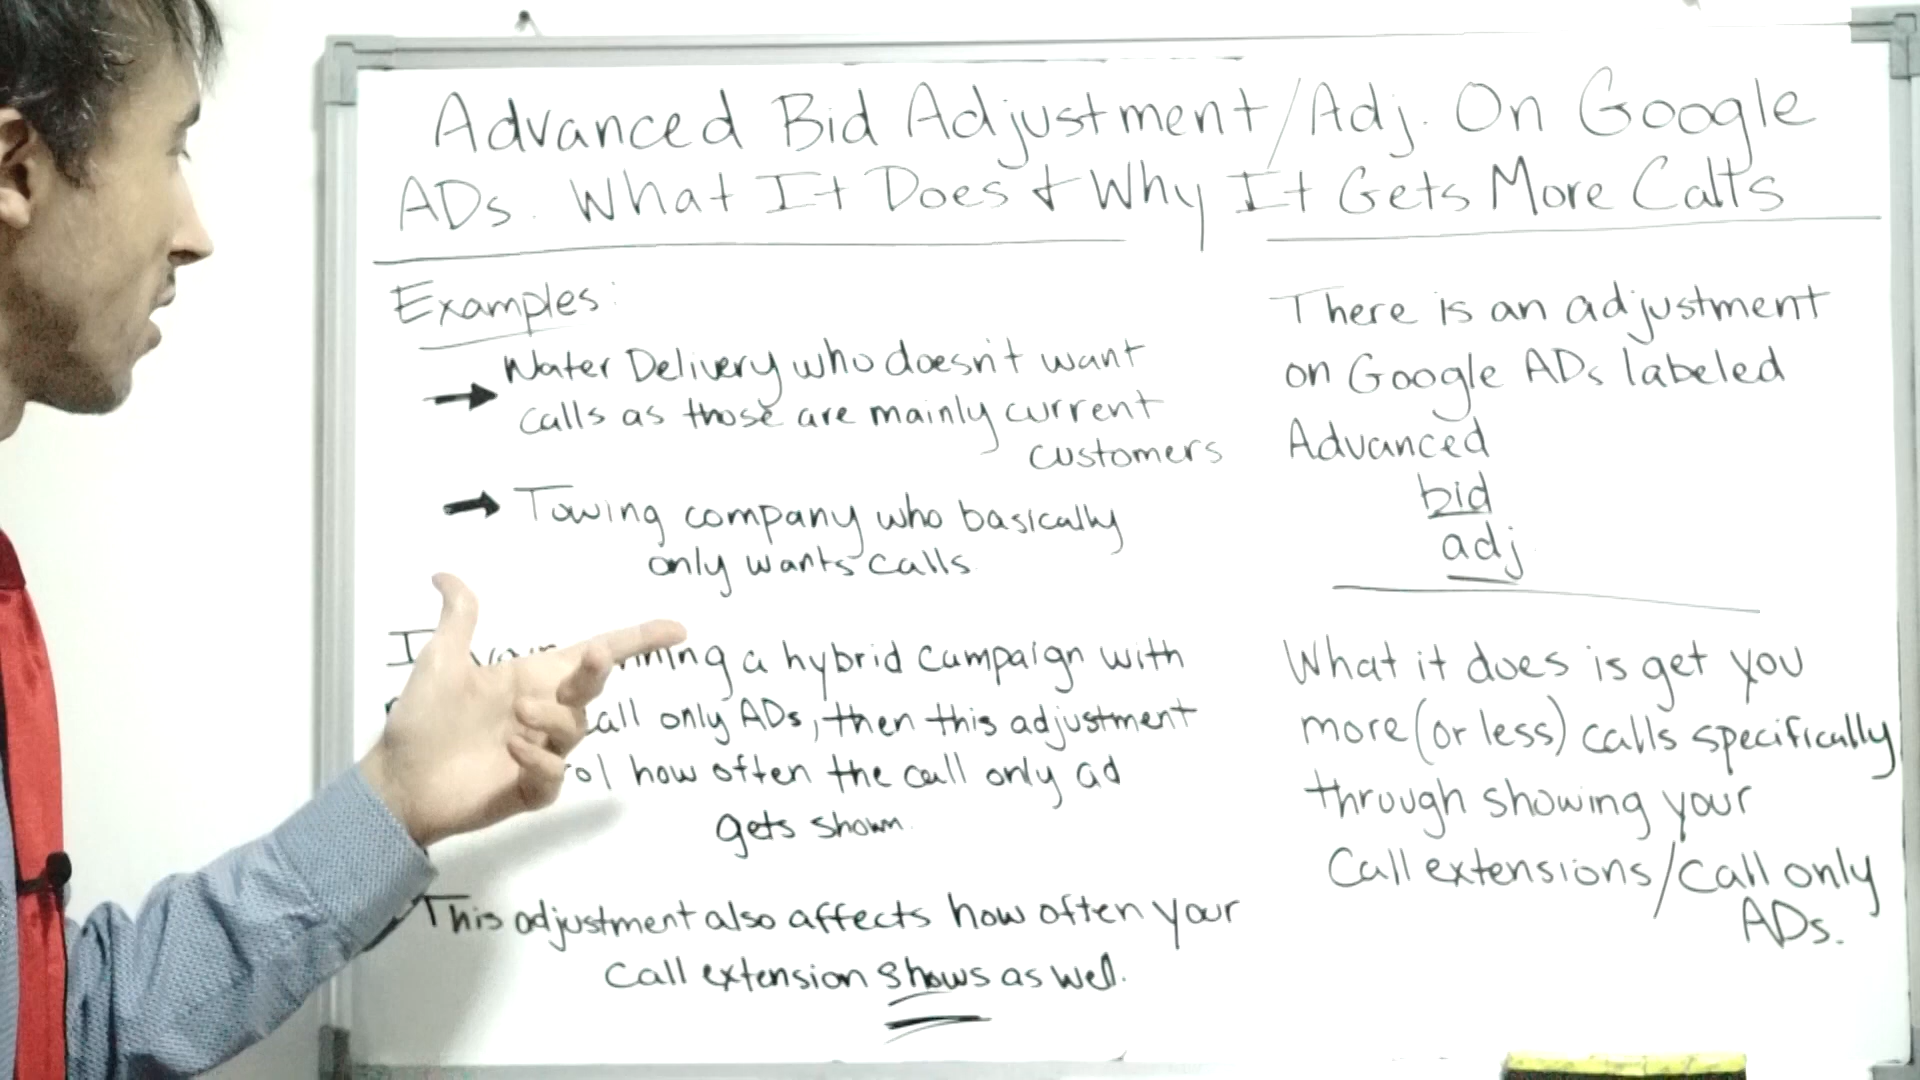 Advanced Bid Adjustment/Adj. On Google
ADs. What It Does & Why It Gets More Calls
Examples:
Water Delivery who doesn't want
calls as those are mainly current
customers
Towing company who basically
only wants calls
a hybrid campaign with
only ADs, then this adjustment
how often the call only ad
gets shown.
This adjustment also affects how often your
call extension shows as well.
There is an adjustment
on Google ADs labeled
Advanced
bid
adj
What it does is get you
more (or less) calls specifically
through showing your
Call extensions/call only
ADs.